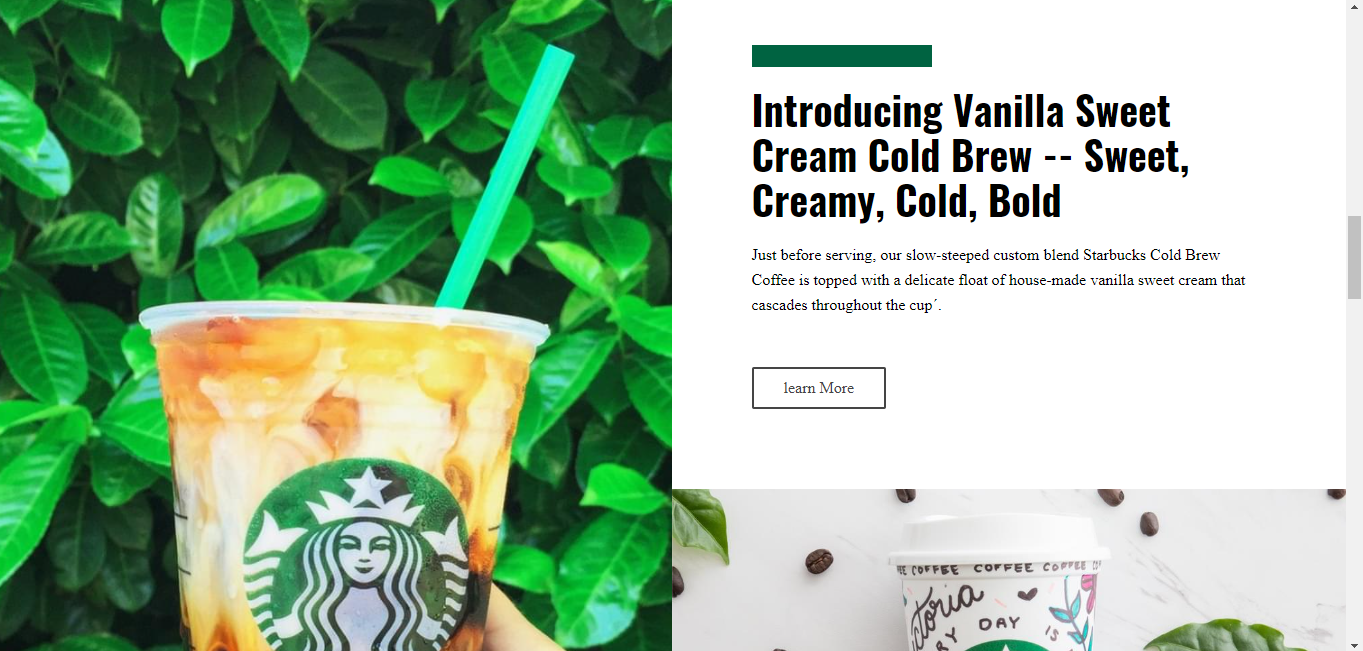 Introducing Vanilla Sweet
Cream Cold Brew -- Sweet,
Creamy, Cold, Bold
Just before serving, our slow-steeped custom blend Starbucks Cold Brew
Coffee is topped with a delicate float of house-made vanilla sweet cream that
cascades throughout the cup´.
learn More
COFFEE COFFEE COFFEE
DAY
IS